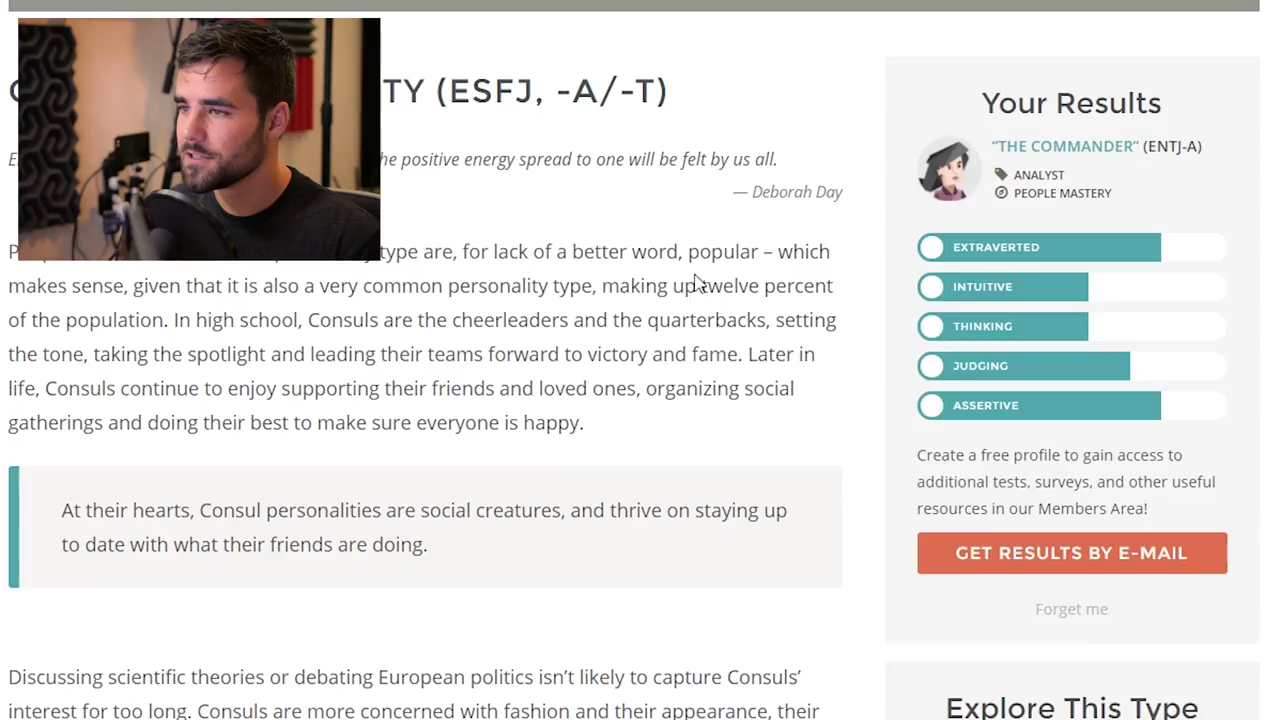 TY (ESFJ, -A/-T)
he positive energy spread to one will be felt by us all.
— Deborah Day
type are, for lack of a better word, popular – which
makes sense, given that it is also a very common personality type, making up twelve percent
of the population. In high school, Consuls are the cheerleaders and the quarterbacks, setting
the tone, taking the spotlight and leading their teams forward to victory and fame. Later in
life, Consuls continue to enjoy supporting their friends and loved ones, organizing social
gatherings and doing their best to make sure everyone is happy.
At their hearts, Consul personalities are social creatures, and thrive on staying up
to date with what their friends are doing.
Discussing scientific theories or debating European politics isn’t likely to capture Consuls’
interest for too long. Consuls are more concerned with fashion and their appearance, their
Your Results
“THE COMMANDER” (ENTJ-A)
ANALYST
PEOPLE MASTERY
EXTRAVERTED
INTUITIVE
THINKING
JUDGING
ASSERTIVE
Create a free profile to gain access to
additional tests, surveys, and other useful
resources in our Members Area!
GET RESULTS BY E-MAIL
Forget me
Explore This Type